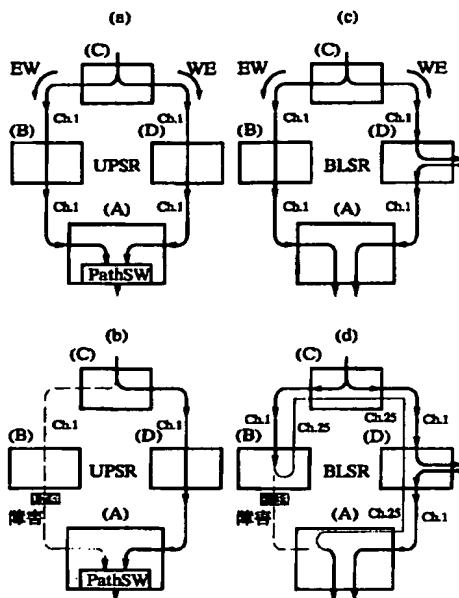 (a)
(C)
EW
WE
Ch.1
Ch.1
(B)
(D)
UPSR
Ch.1
Ch.1
(A)
PathSW
(c)
(C)
EW
WE
Ch.1
Ch.1
(B)
(D)
BLSR
Ch.1
Ch.1
(A)
(b)
(C)
Ch.1
Ch.1
(B)
(D)
UPSR
障害
(A)
PathSW
(d)
(C)
Ch.1
Ch.25
Ch.25
Ch.1
(B)
(D)
BLSR
障害
(A)
Ch.25
Ch.1